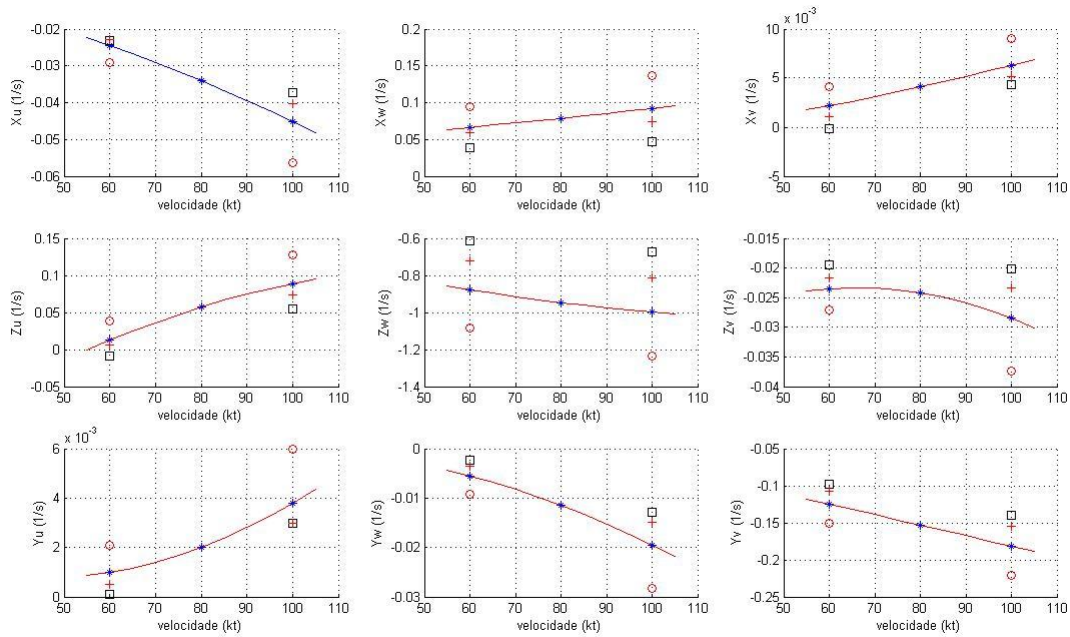 -0.02
-0.03
-0.04
-0.05
-0.06
Xu (1/s)
50 60 70 80 90 100 110
velocidade (kt)
0.2
0.15
0.1
0.05
0
Xw (1/s)
50 60 70 80 90 100 110
velocidade (kt)
x 10⁻³
10
5
0
-5
Xv (1/s)
50 60 70 80 90 100 110
velocidade (kt)
0.15
0.1
0.05
0
-0.05
Zu (1/s)
50 60 70 80 90 100 110
velocidade (kt)
-0.6
-0.8
-1
-1.2
-1.4
Zw (1/s)
50 60 70 80 90 100 110
velocidade (kt)
-0.015
-0.02
-0.025
-0.03
-0.035
-0.04
Zv (1/s)
50 60 70 80 90 100 110
velocidade (kt)
x 10⁻³
6
4
2
0
Yu (1/s)
50 60 70 80 90 100 110
velocidade (kt)
0
-0.01
-0.02
-0.03
Yw (1/s)
50 60 70 80 90 100 110
velocidade (kt)
-0.05
-0.1
-0.15
-0.2
-0.25
Yv (1/s)
50 60 70 80 90 100 110
velocidade (kt)